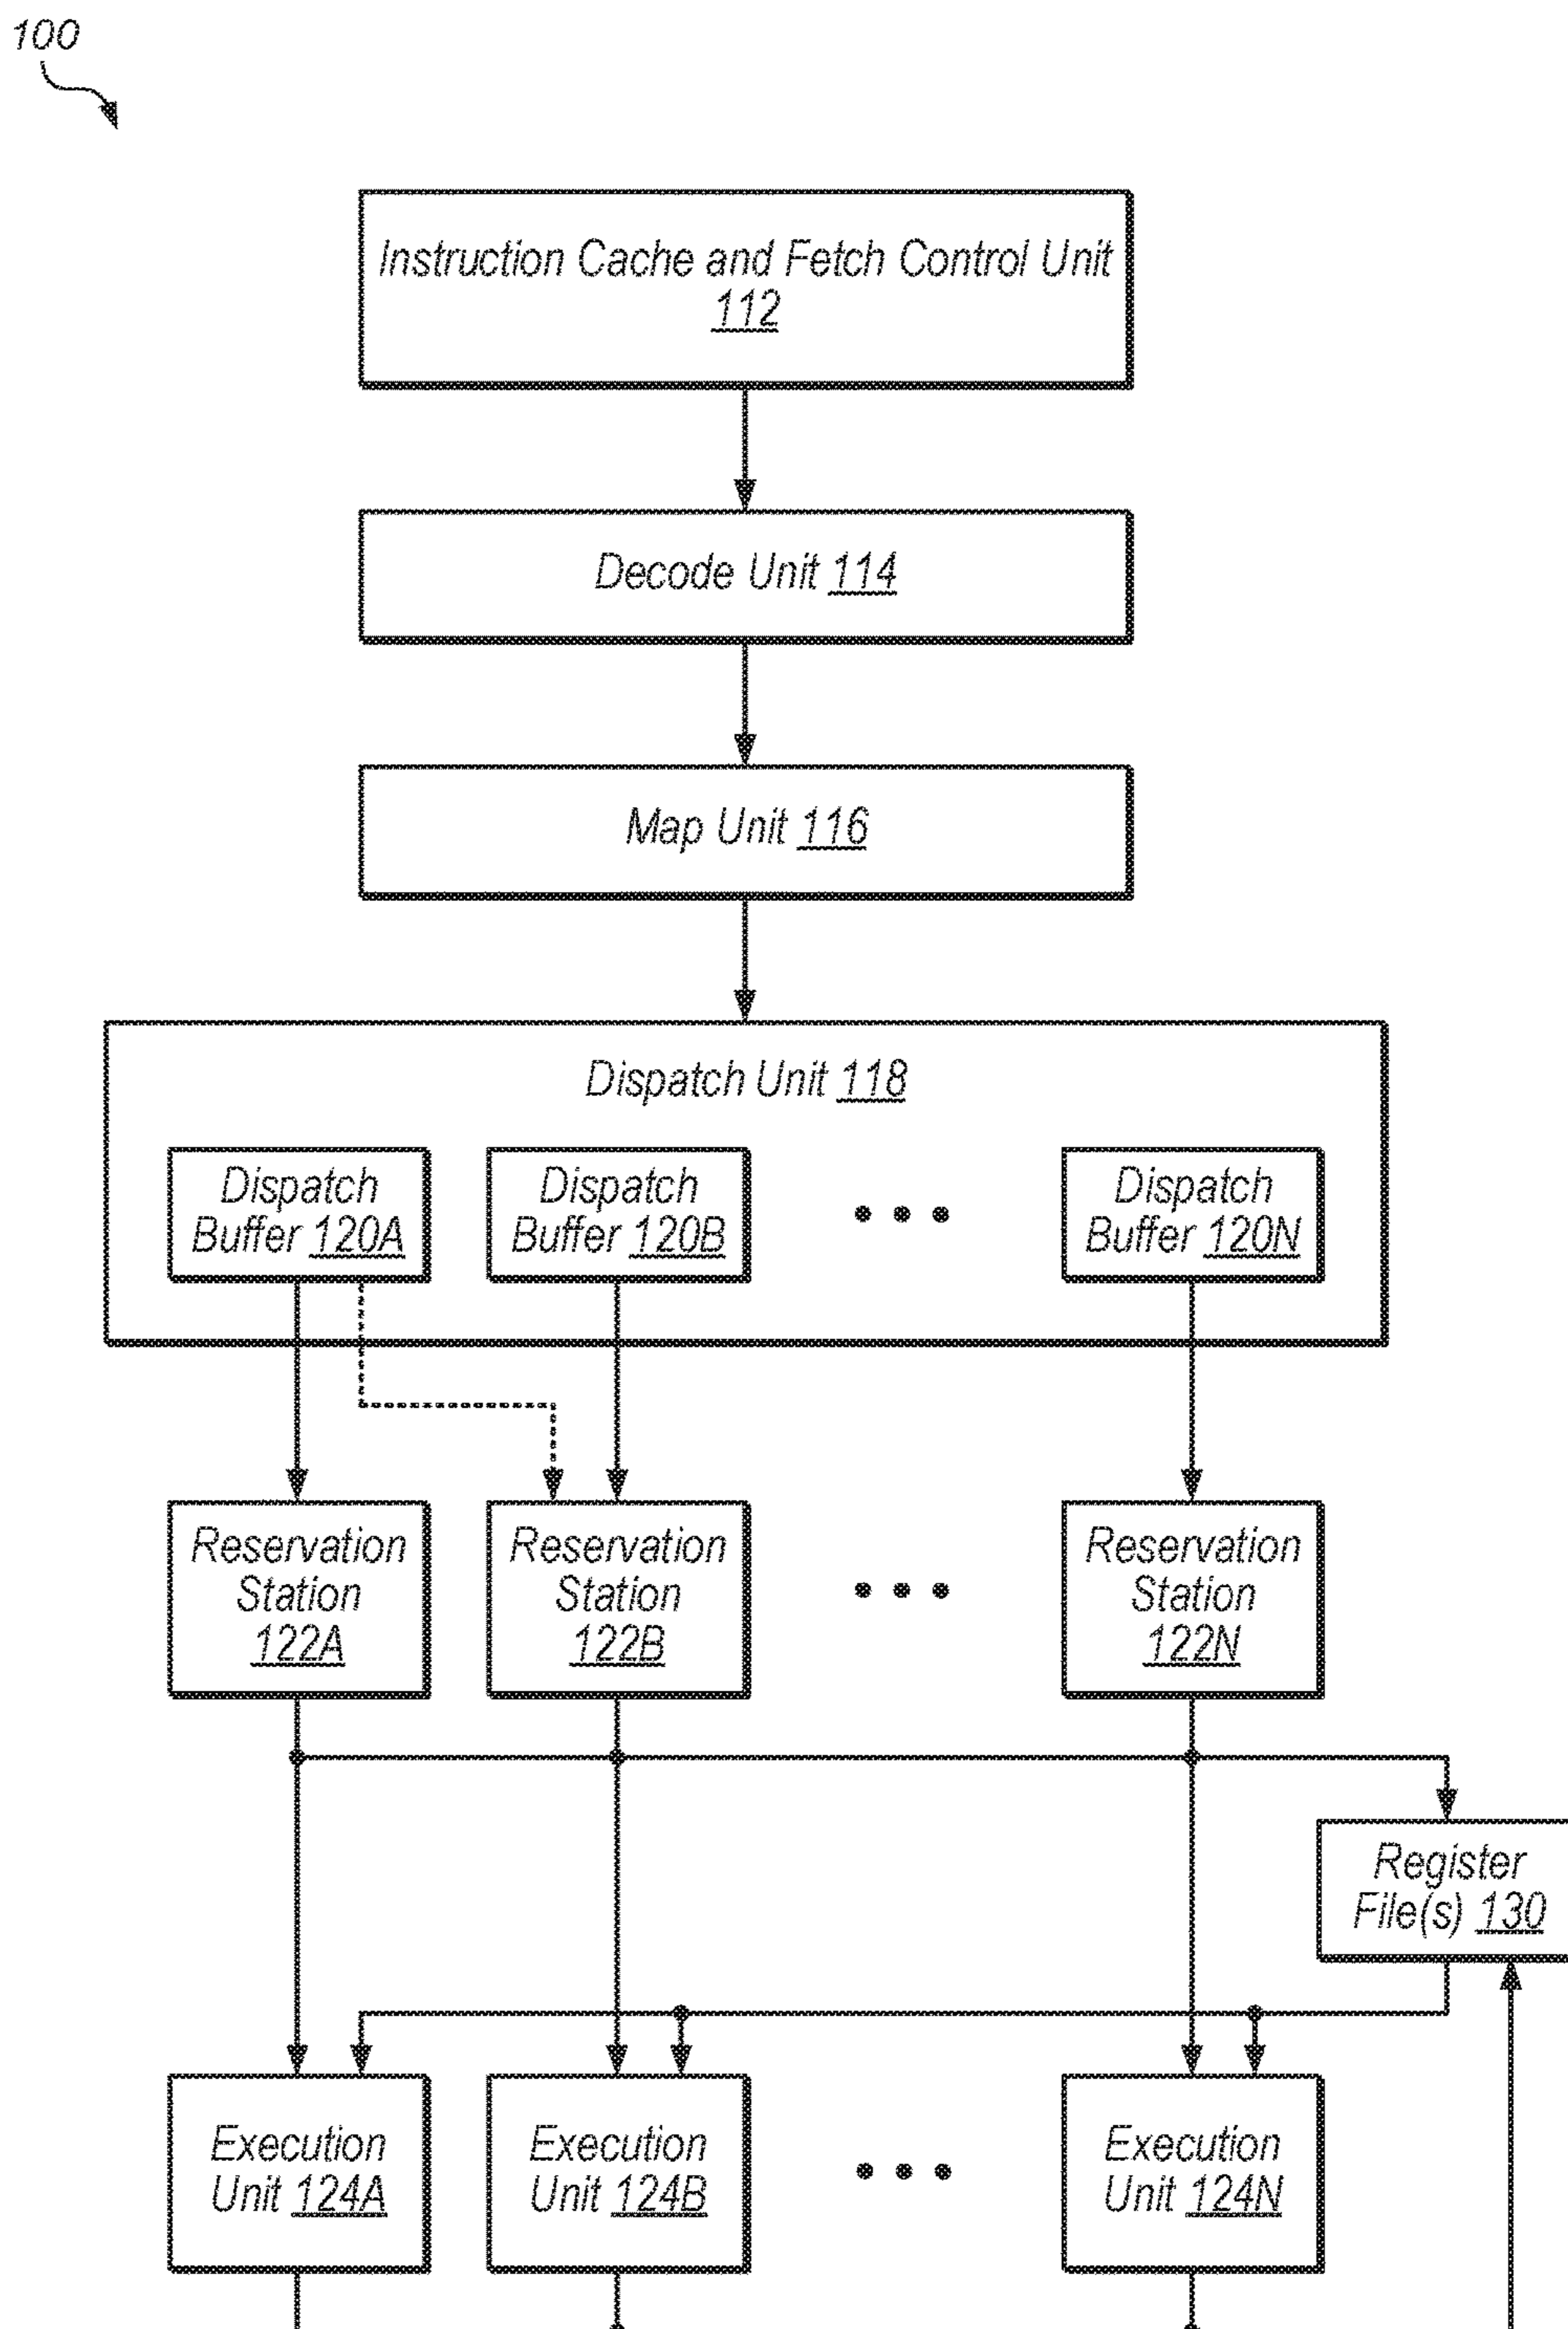 100
Instruction Cache and Fetch Control Unit
112
Decode Unit 114
Map Unit 116
Dispatch Unit 118
Dispatch
Buffer 120A
Dispatch
Buffer 120B
Dispatch
Buffer 120N
Reservation
Station
122A
Reservation
Station
122B
Reservation
Station
122N
Register
File(s) 130
Execution
Unit 124A
Execution
Unit 124B
Execution
Unit 124N